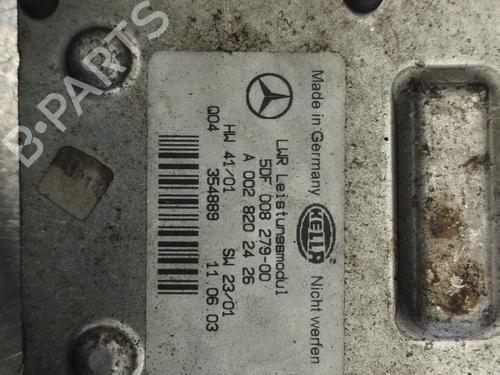 B-PARTS
Made in Germany
HELLA
Nicht werfen
LWR Leistungsmodul
5DF 008 279-00
A 002 820 24 26
HW 41/01 SW 23/01
354889 11.06.03
Q04